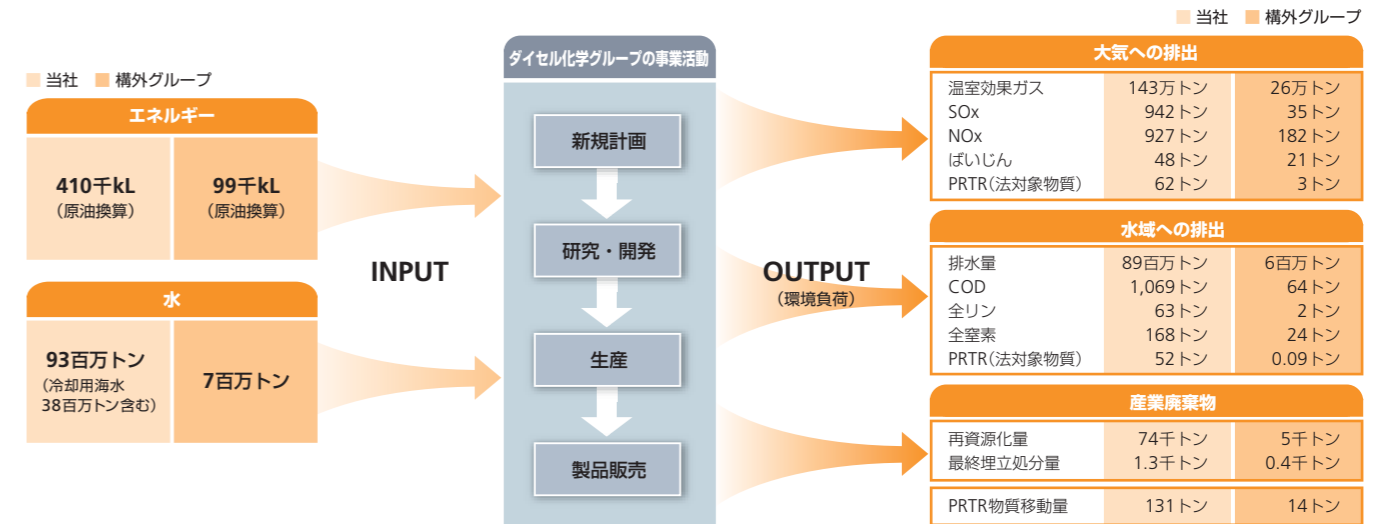 当社 構外グループ
エネルギー
410千kL
(原油換算)
99千kL
(原油換算)
水
93百万トン
(冷却用海水
38百万トン含む)
7百万トン
INPUT
ダイセル化学グループの事業活動
新規計画
研究・開発
生産
製品販売
OUTPUT
(環境負荷)
当社 構外グループ
大気への排出
温室効果ガス 143万トン 26万トン
SOx 942トン 35トン
NOx 927トン 182トン
ばいじん 48トン 21トン
PRTR(法対象物質) 62トン 3トン
水域への排出
排水量 89百万トン 6百万トン
COD 1,069トン 64トン
全リン 63トン 2トン
全窒素 168トン 24トン
PRTR(法対象物質) 52トン 0.09トン
産業廃棄物
再資源化量 74千トン 5千トン
最終埋立処分量 1.3千トン 0.4千トン
PRTR物質移動量 131トン 14トン